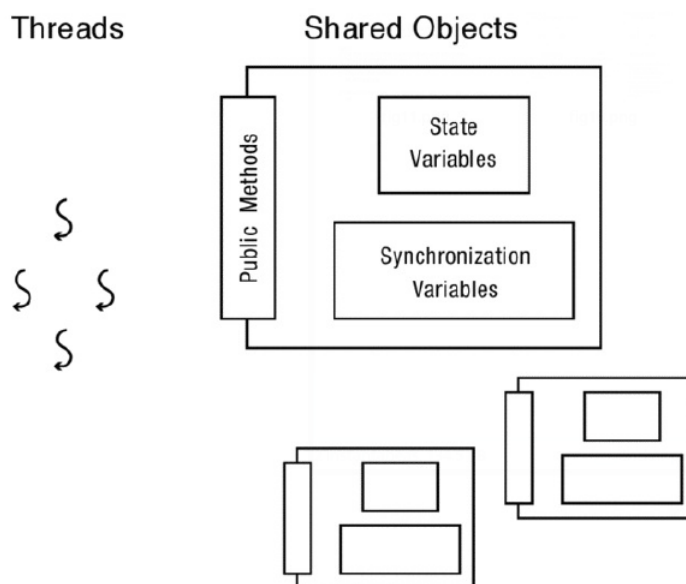 Threads
Shared Objects
Public Methods
State
Variables
Synchronization
Variables